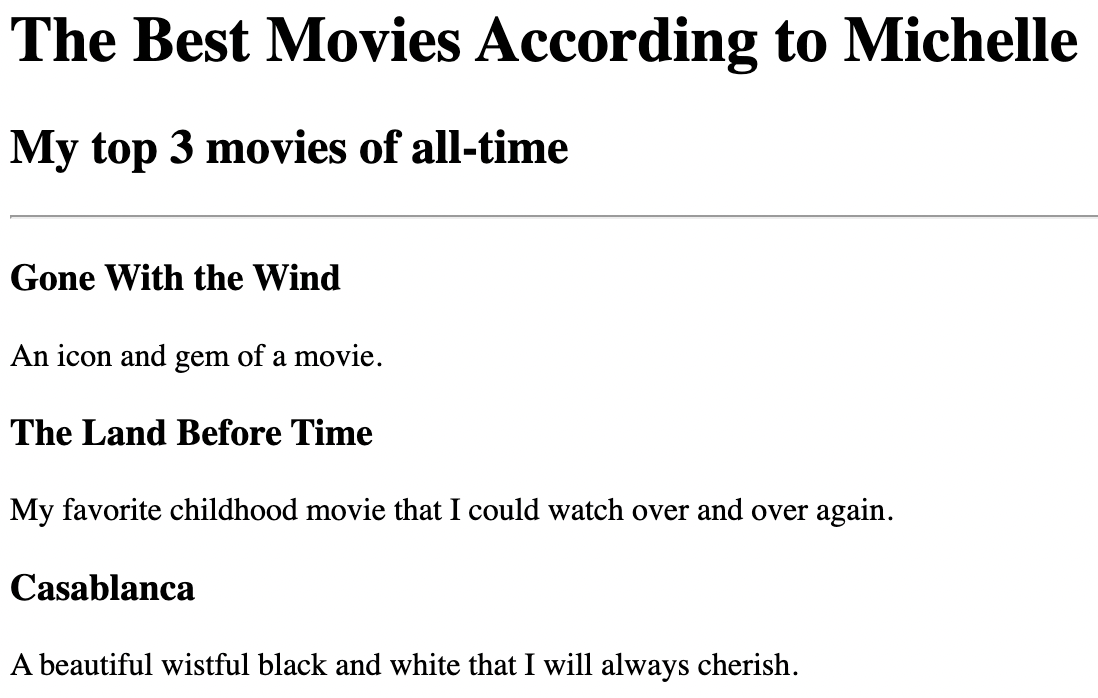 The Best Movies According to Michelle
My top 3 movies of all-time
Gone With the Wind
An icon and gem of a movie.
The Land Before Time
My favorite childhood movie that I could watch over and over again.
Casablanca
A beautiful wistful black and white that I will always cherish.